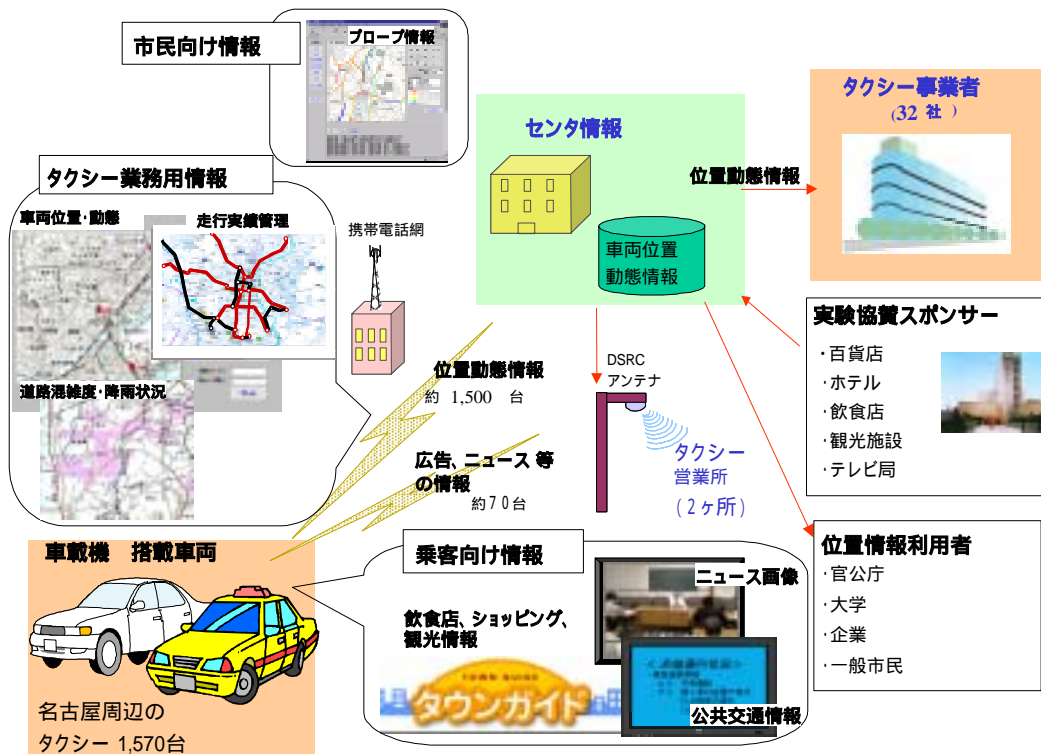 市民向け情報
プローブ情報
タクシー事業者
(32 社 )
センタ情報
位置動態情報
タクシー業務用情報
車両位置・動態
走行実績管理
携帯電話網
車両位置
動態情報
道路混雑度・降雨状況
実験協賛スポンサー
・百貨店
・ホテル
・飲食店
・観光施設
・テレビ局
位置動態情報
約 1,500 台
DSRC
アンテナ
広告、ニュース 等
の情報
約70台
タクシー
営業所
(2ヶ所)
車載機 搭載車両
名古屋周辺の
タクシー 1,570台
乗客向け情報
ニュース画像
飲食店、ショッピング、
観光情報
タウンガイド
公共交通情報
位置情報利用者
・官公庁
・大学
・企業
・一般市民